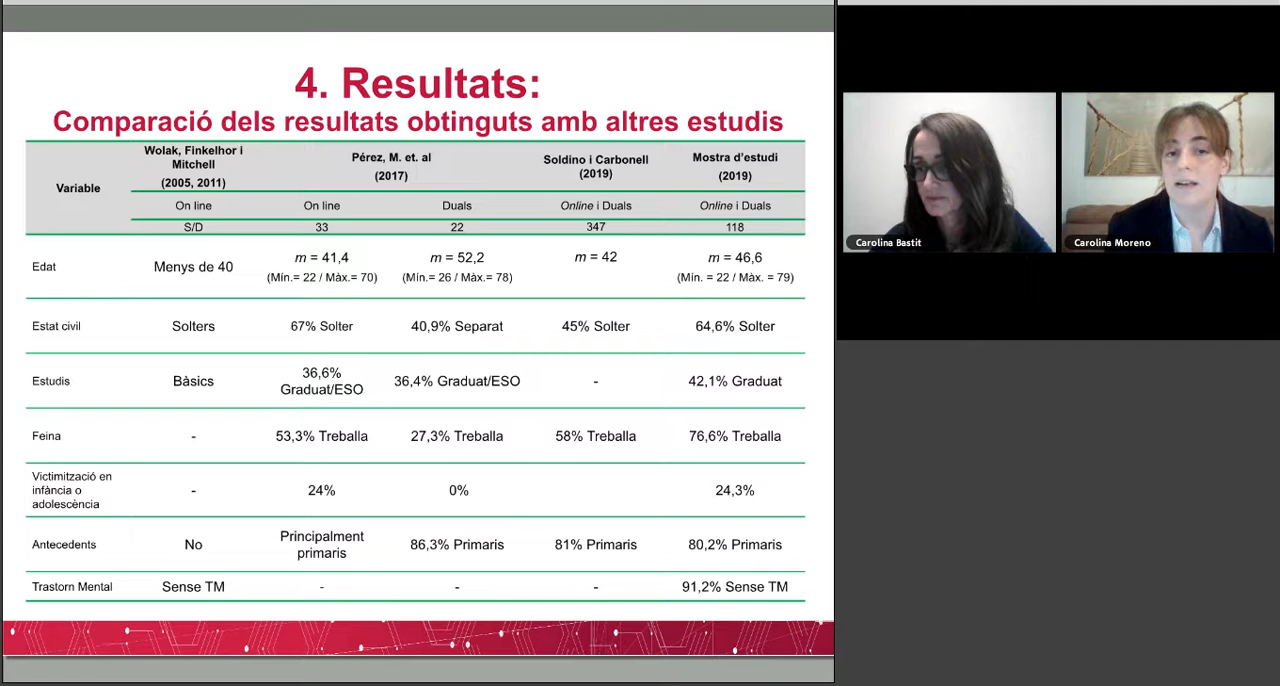 4. Resultats:
Comparació dels resultats obtinguts amb altres estudis
Variable
Wolak, Finkelhor i
Mitchell
(2005, 2011)
Pérez, M. et. al
(2017)
Soldino i Carbonell
(2019)
Mostra d'estudi
(2019)
On line
On line
Duals
Online i Duals
Online i Duals
S/D
33
22
347
118
Edat
Menys de 40
m = 41,4
(Mín.= 22 / Màx.= 70)
m = 52,2
(Mín.= 26 / Màx.= 78)
m = 42
m = 46,6
(Mín.= 22 / Màx. = 79)
Estat civil
Solters
67% Solter
40,9% Separat
45% Solter
64,6% Solter
Estudis
Bàsics
36,6%
Graduat/ESO
36,4% Graduat/ESO
-
42,1% Graduat
Feina
-
53,3% Treballa
27,3% Treballa
58% Treballa
76,6% Treballa
Victimització en
infància o
adolescència
-
24%
0%
24,3%
Antecedents
No
Principalment
primaris
86,3% Primaris
81% Primaris
80,2% Primaris
Trastorn Mental
Sense TM
-
-
-
91,2% Sense TM
Carolina Bastit
Carolina Moreno